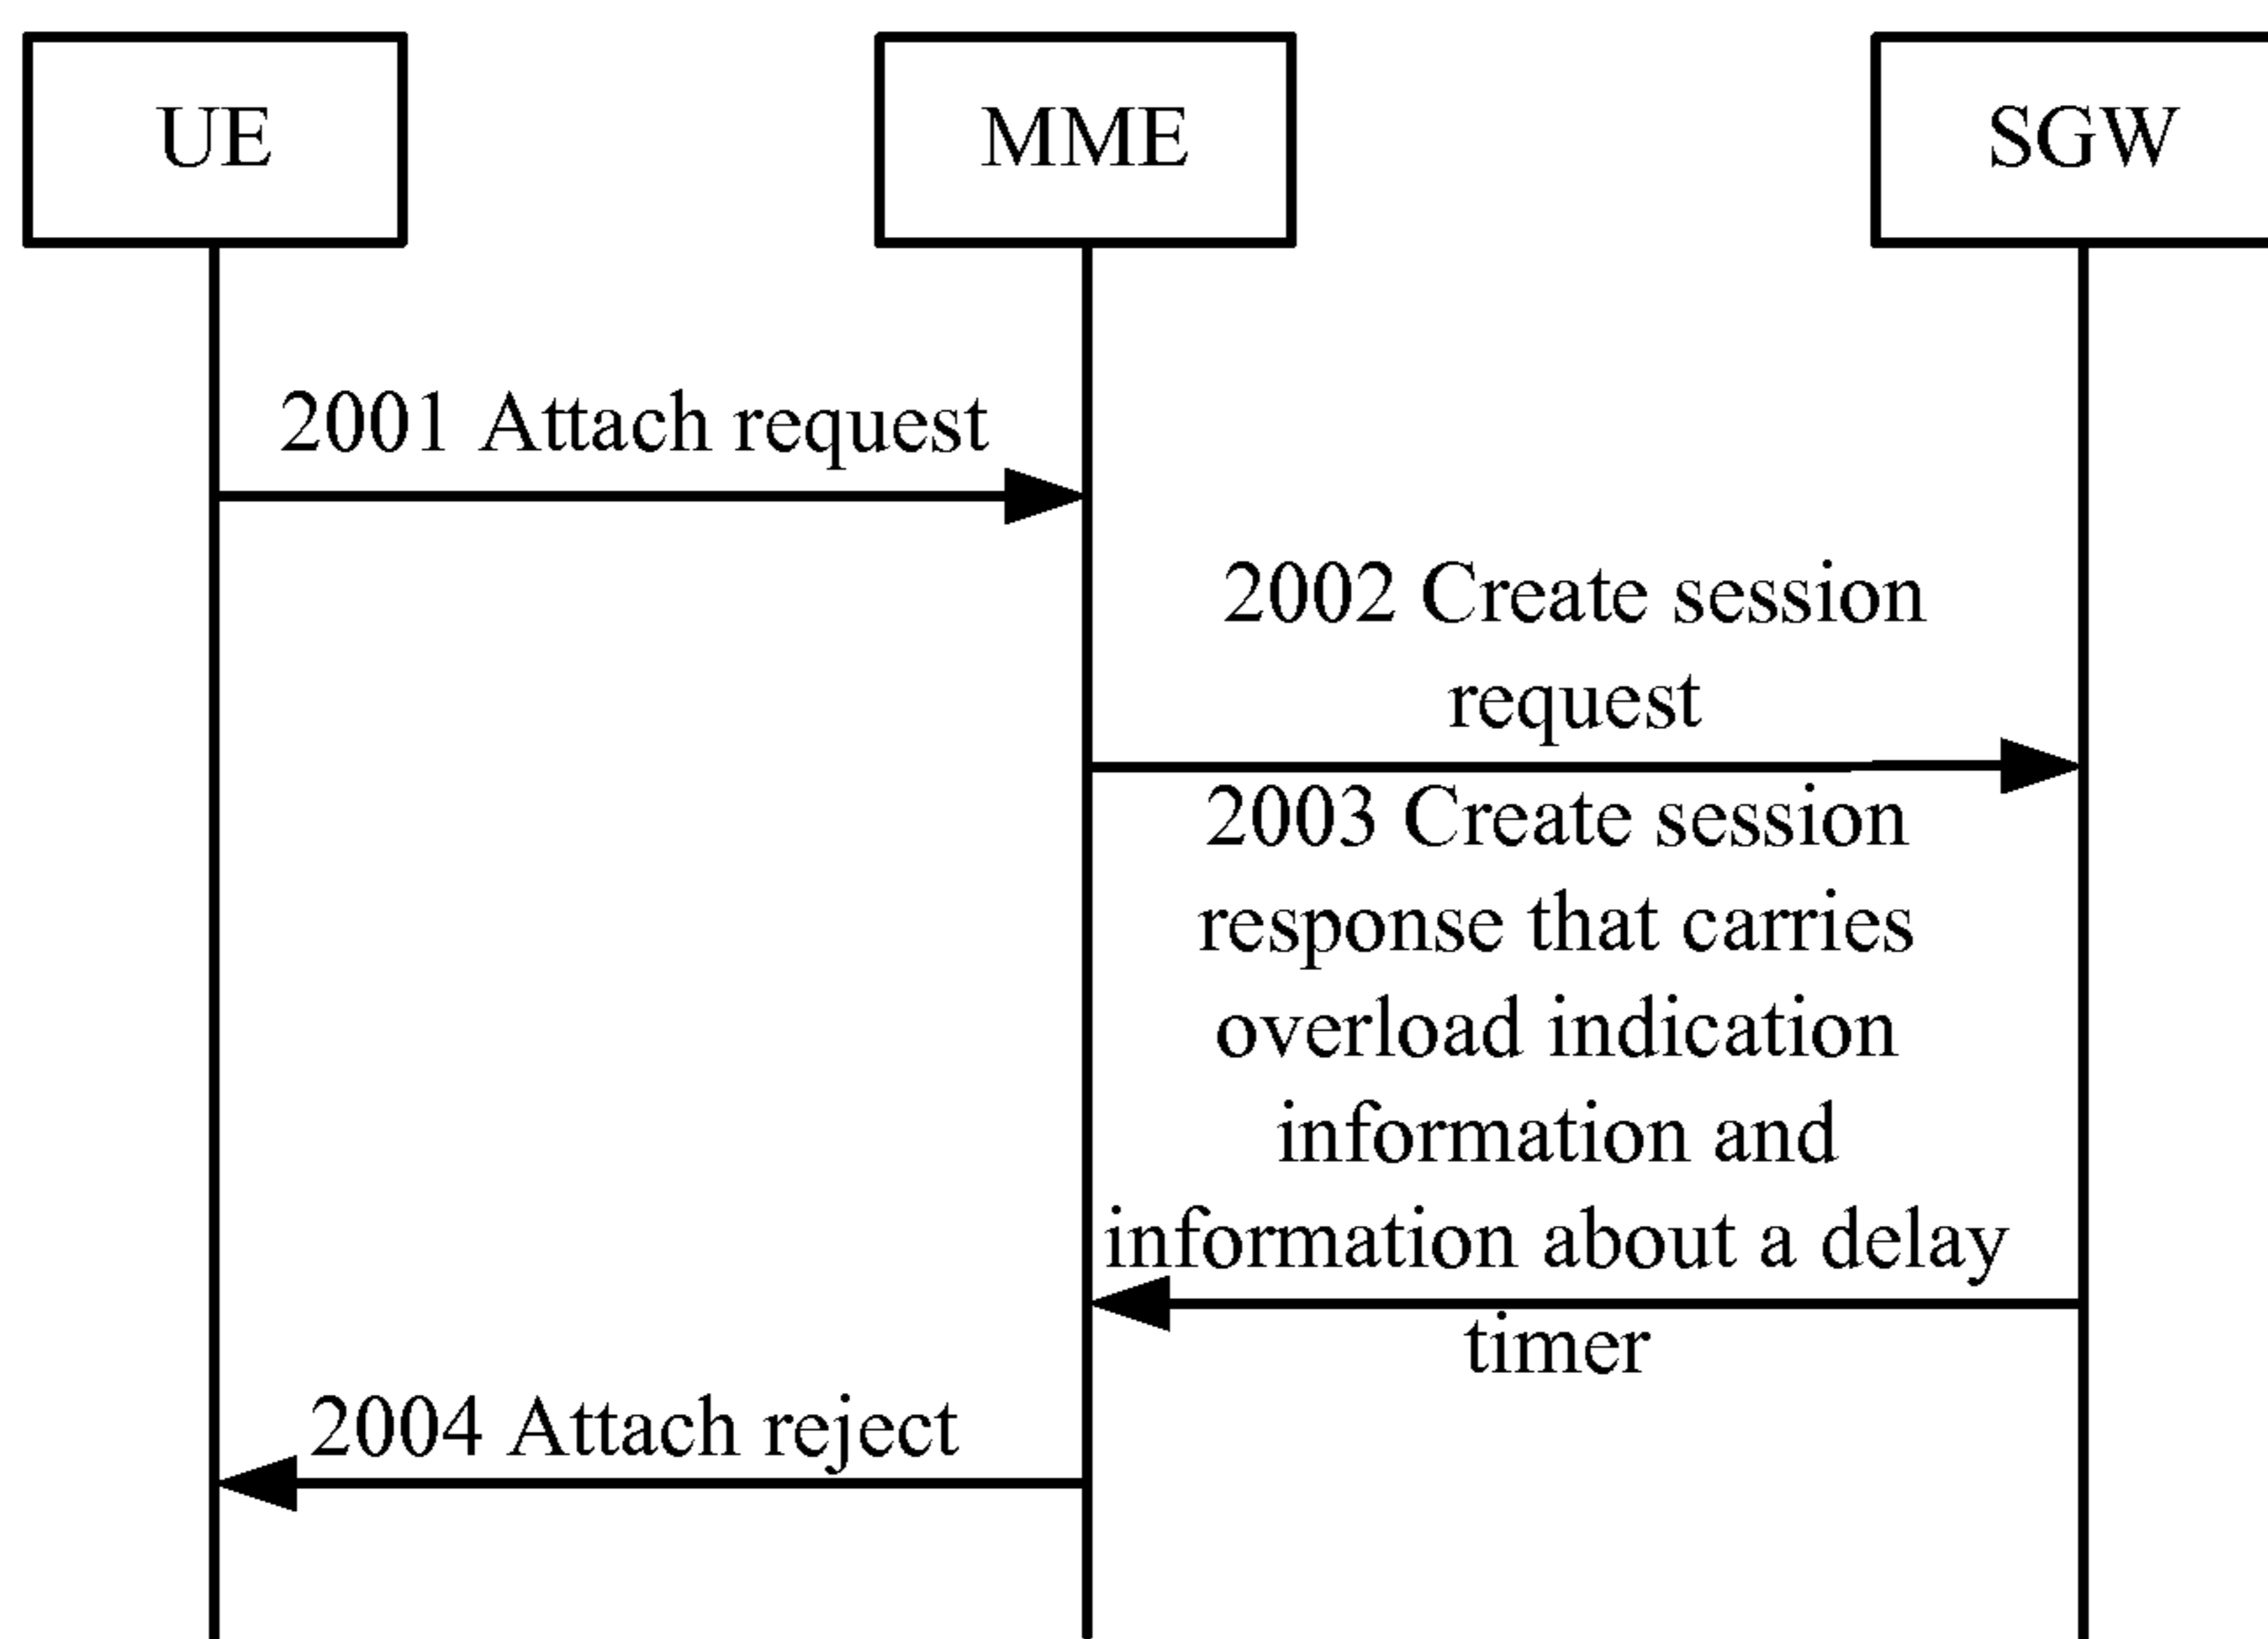 UE
MME
SGW
2001 Attach request
2002 Create session
request
2003 Create session
response that carries
overload indication
information and
information about a delay
timer
2004 Attach reject